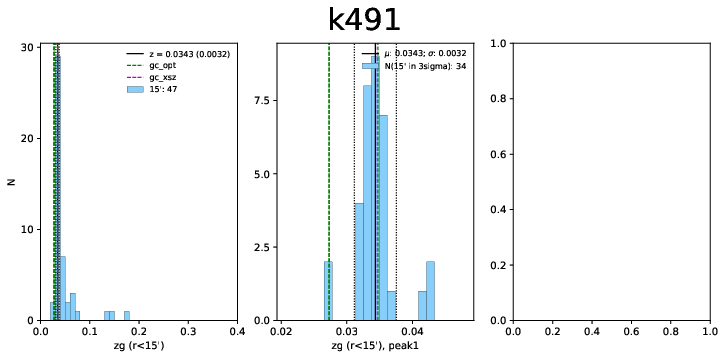 k491
z = 0.0343 (0.0032)
gc_opt
gc_xsz
15': 47
N
30
20
10
0
0.0 0.1 0.2 0.3 0.4
zg (r<15')
μ: 0.0343; σ: 0.0032
N(15' in 3sigma): 34
7.5
5.0
2.5
0.0
0.02 0.03 0.04
zg (r<15'), peak1
1.0
0.8
0.6
0.4
0.2
0.0
0.0 0.2 0.4 0.6 0.8 1.0